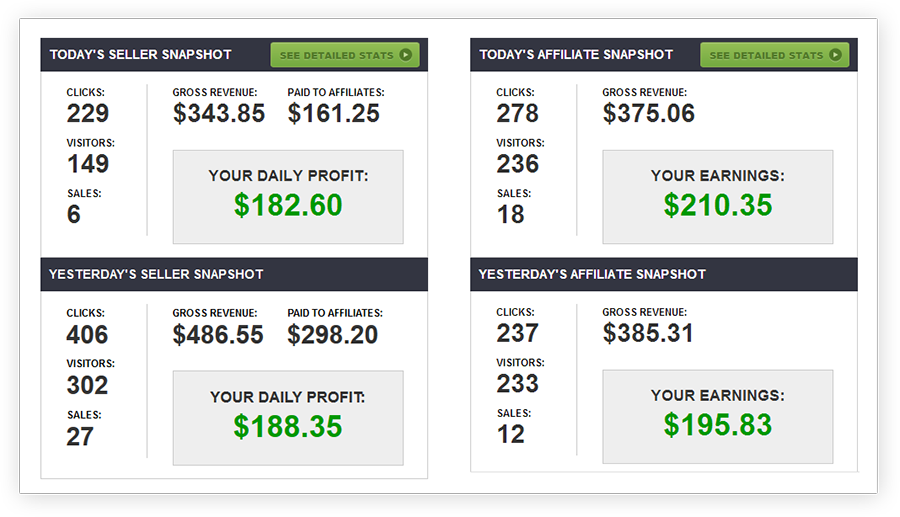 TODAY'S SELLER SNAPSHOT
SEE DETAILED STATS
CLICKS:
229
VISITORS:
149
SALES:
6
GROSS REVENUE:
$343.85
PAID TO AFFILIATES:
$161.25
YOUR DAILY PROFIT:
$182.60
TODAY'S AFFILIATE SNAPSHOT
SEE DETAILED STATS
CLICKS:
278
VISITORS:
236
SALES:
18
GROSS REVENUE:
$375.06
YOUR EARNINGS:
$210.35
YESTERDAY'S SELLER SNAPSHOT
CLICKS:
406
VISITORS:
302
SALES:
27
GROSS REVENUE:
$486.55
PAID TO AFFILIATES:
$298.20
YOUR DAILY PROFIT:
$188.35
YESTERDAY'S AFFILIATE SNAPSHOT
CLICKS:
237
VISITORS:
233
SALES:
12
GROSS REVENUE:
$385.31
YOUR EARNINGS:
$195.83